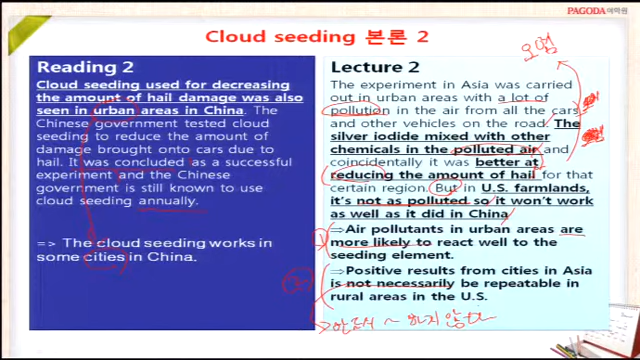 PAGODA 어학원
Cloud seeding 본론 2
오염
Reading 2
Cloud seeding used for decreasing
the amount of hail damage was also
seen in urban areas in China. The
Chinese government tested cloud
seeding to reduce the amount of
damage brought onto cars due to
hail. It was concluded as a successful
experiment and the Chinese
government is still known to use
cloud seeding annually.
=> The cloud seeding works in
some cities in China.
Lecture 2
The experiment in Asia was carried
out in urban areas with a lot of
pollution in the air from all the cars
and other vehicles on the road. The
silver iodide mixed with other
chemicals in the polluted air and
coincidentally it was better at
reducing the amount of hail for that
certain region. But in U.S. farmlands,
it's not as polluted so it won't work
as well as it did in China
⇒ Air pollutants in urban areas are
more likely to react well to the
seeding element.
⇒ Positive results from cities in Asia
is not necessarily be repeatable in
rural areas in the U.S.
~ 하지 않다